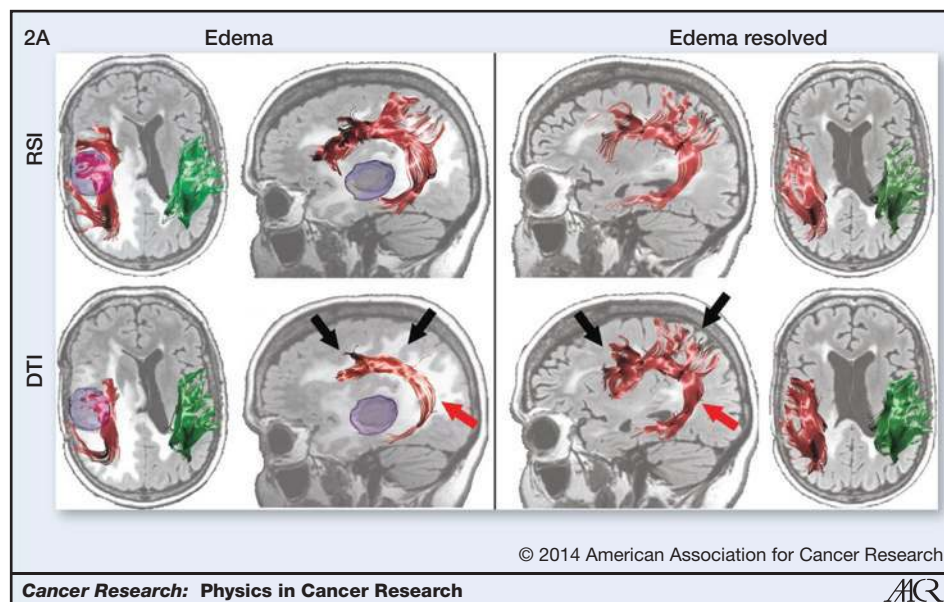 2A Edema Edema resolved
RSI
DTI
© 2014 American Association for Cancer Research
Cancer Research: Physics in Cancer Research
AACR